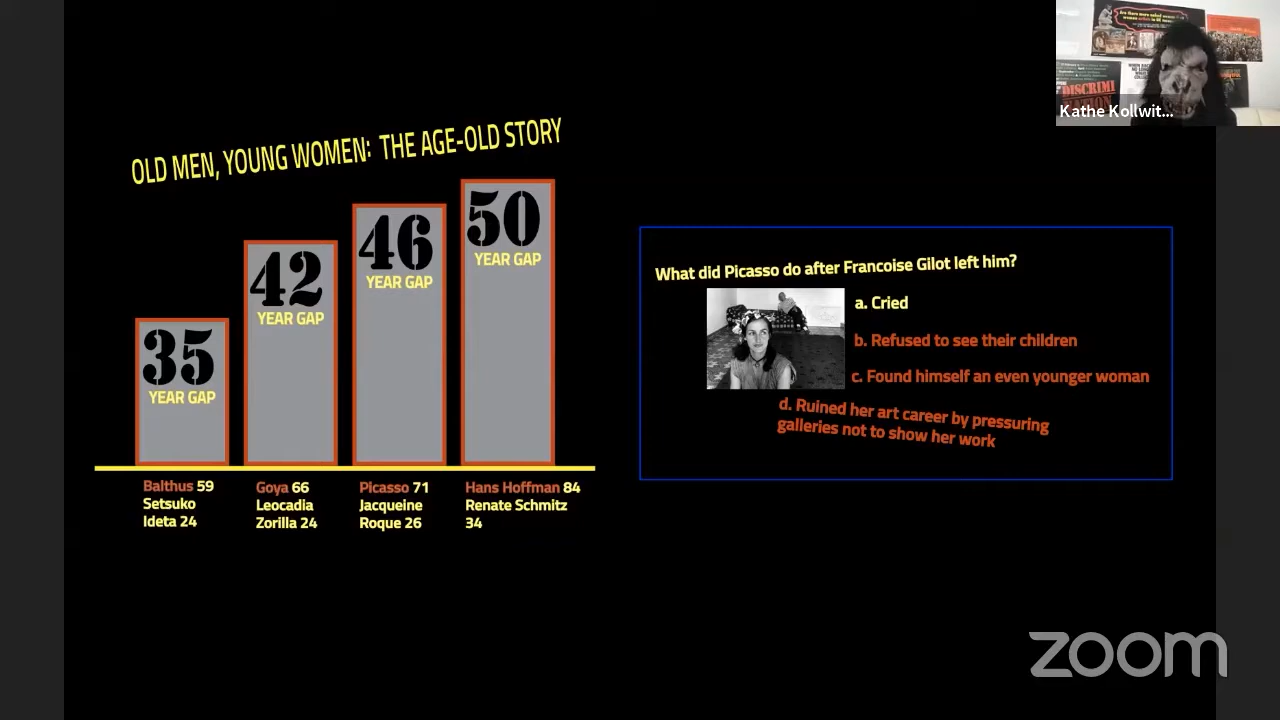 OLD MEN, YOUNG WOMEN: THE AGE-OLD STORY
35
YEAR GAP
42
YEAR GAP
46
YEAR GAP
50
YEAR GAP
Balthus 59
Setsuko
Ideta 24
Goya 66
Leocadia
Zorilla 24
Picasso 71
Jacqueine
Roque 26
Hans Hoffman 84
Renate Schmitz
34
What did Picasso do after Francoise Gilot left him?
a. Cried
b. Refused to see their children
c. Found himself an even younger woman
d. Ruined her art career by pressuring
galleries not to show her work
DISCRIMI
NATION
Kathe Kollwit...
zoom